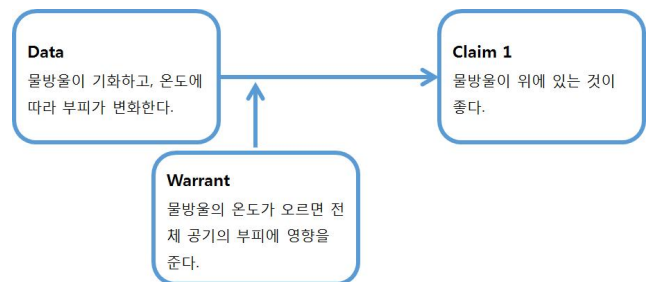 Data
물방울이 기화하고, 온도에
따라 부피가 변화한다.
Claim 1
물방울이 위에 있는 것이
좋다.
Warrant
물방울의 온도가 오르면 전
체 공기의 부피에 영향을
준다.